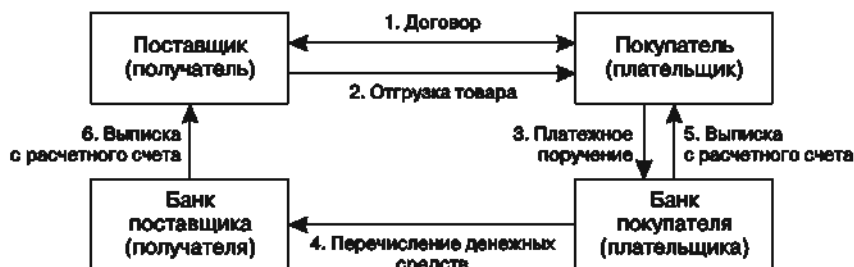 1. Договор
Поставщик
(получатель)
Покупатель
(плательщик)
2. Отгрузка товара
6. Выписка
с расчетного счета
3. Платежное
поручение
5. Выписка
с расчетного счета
Банк
поставщика
(получателя)
Банк
покупателя
(плательщика)
4. Перечисление денежных
средств